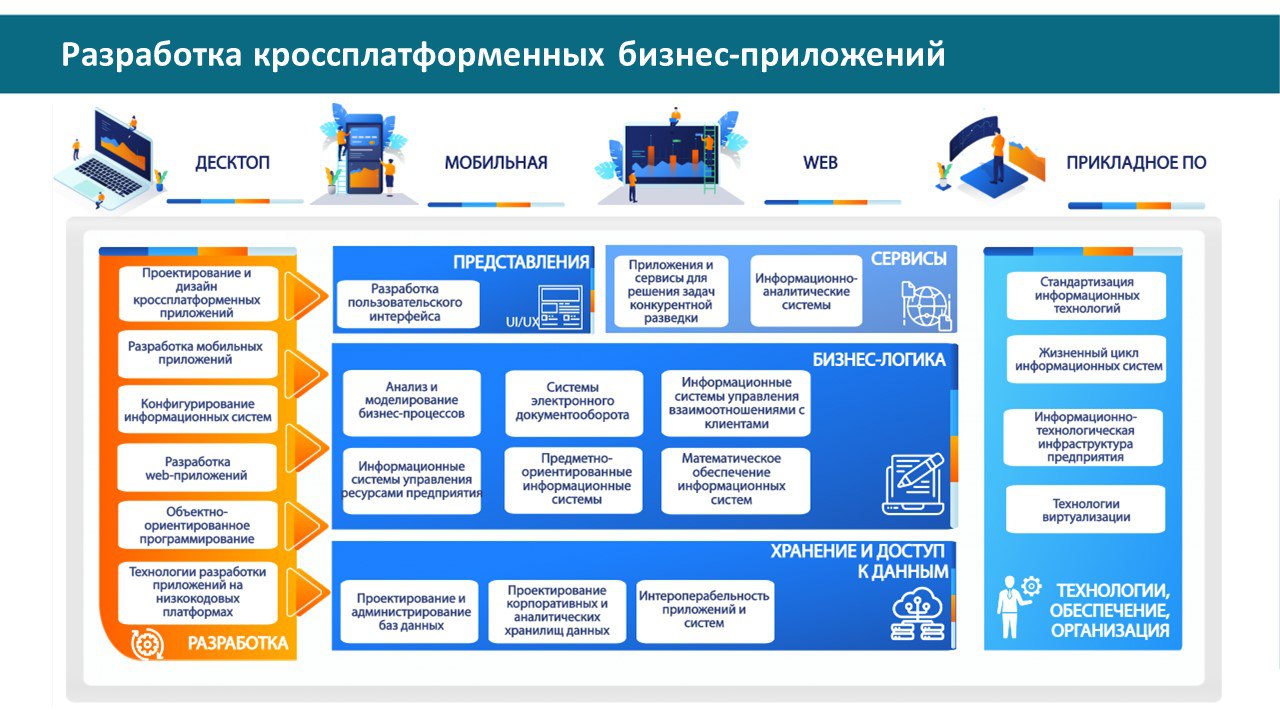 Разработка кроссплатформенных бизнес-приложений
ДЕСКТОП
МОБИЛЬНАЯ
WEB
ПРИКЛАДНОЕ ПО
Проектирование и
дизайн
кроссплатформенных
приложений
Разработка мобильных
приложений
Конфигурирование
информационных систем
Разработка
web-приложений
Объектно-
ориентированное
программирование
Технологии разработки
приложений на
низкокодовых
платформах
РАЗРАБОТКА
ПРЕДСТАВЛЕНИЯ
Разработка
пользовательского
интерфейса
UI/UX
СЕРВИСЫ
Приложения и
сервисы для
решения задач
конкурентной
разведки
Информационно-
аналитические
системы
БИЗНЕС-ЛОГИКА
Анализ и
моделирование
бизнес-процессов
Системы
электронного
документооборота
Информационные
системы управления
взаимоотношениями с
клиентами
Информационные
системы управления
ресурсами предприятия
Предметно-
ориентированные
информационные
системы
Математическое
обеспечение
информационных
систем
ХРАНЕНИЕ И ДОСТУП
К ДАННЫМ
Проектирование и
администрирование
баз данных
Проектирование
корпоративных и
аналитических
хранилищ данных
Интероперабельность
приложений и
систем
Стандартизация
информационных
технологий
Жизненный цикл
информационных систем
Информационно-
технологическая
инфраструктура
предприятия
Технологии
виртуализации
ТЕХНОЛОГИИ,
ОБЕСПЕЧЕНИЕ,
ОРГАНИЗАЦИЯ